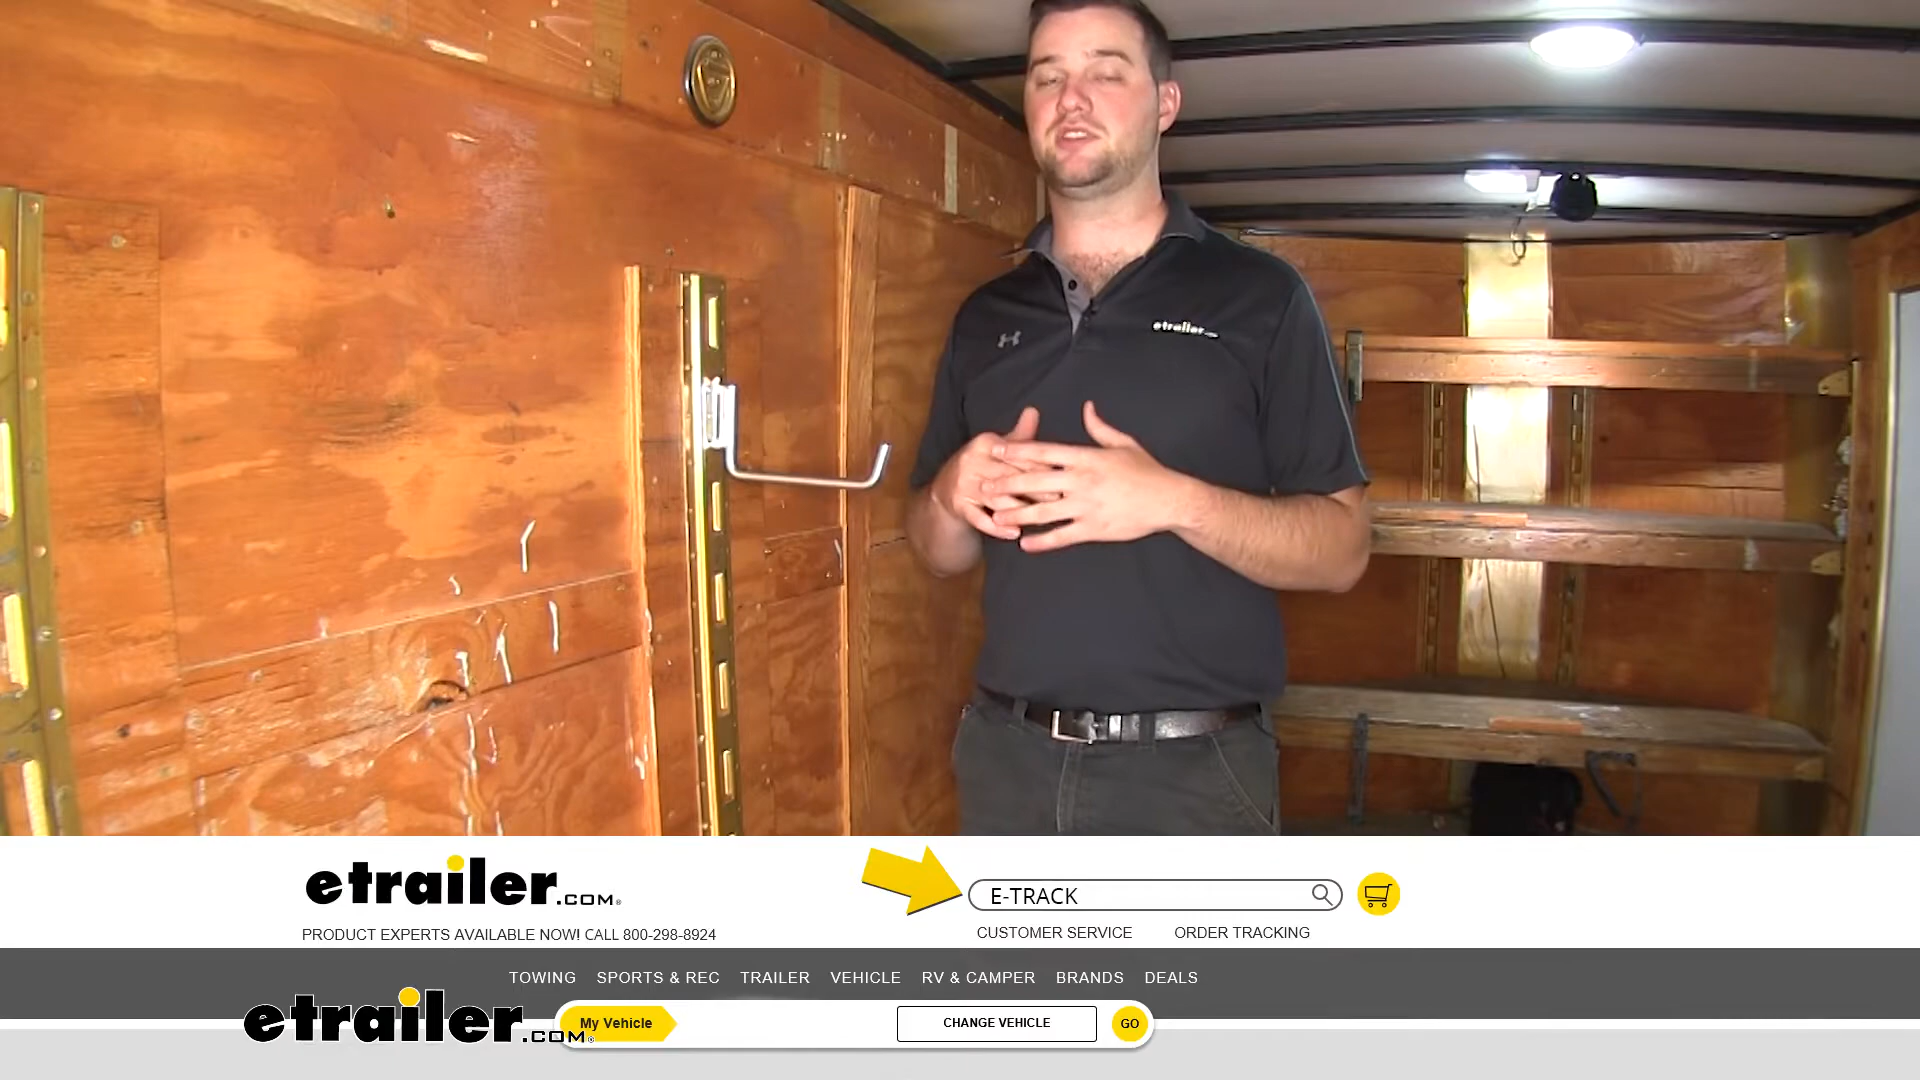 etrailer
etrailer.COM®
E-TRACK
PRODUCT EXPERTS AVAILABLE NOW! CALL 800-298-8924
CUSTOMER SERVICE
ORDER TRACKING
TOWING SPORTS & REC TRAILER VEHICLE RV & CAMPER BRANDS DEALS
etrailer.COM®
My Vehicle
CHANGE VEHICLE
GO